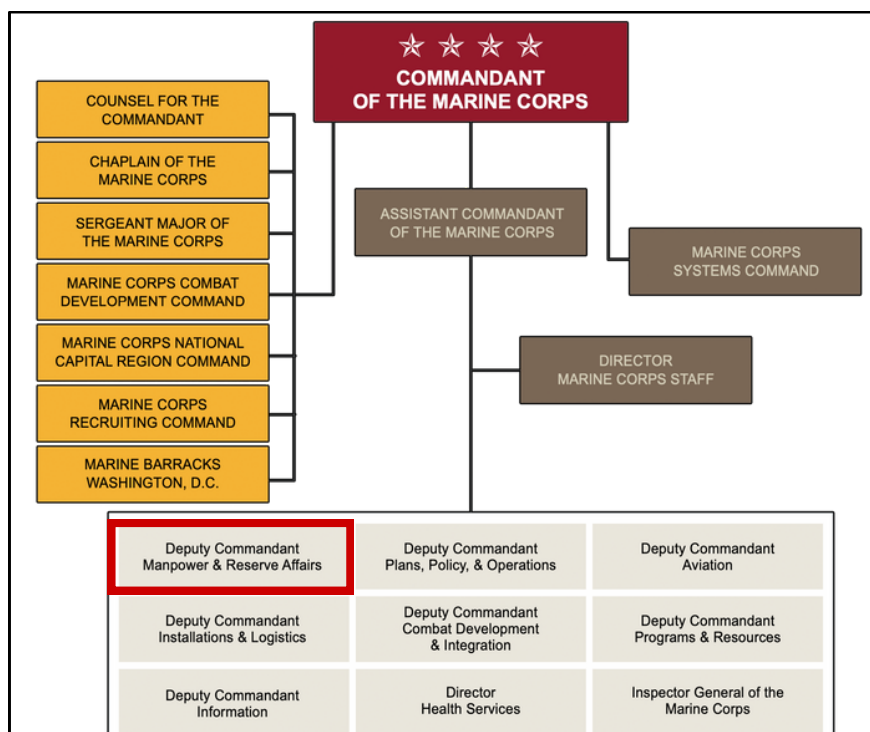 COMMANDANT
OF THE MARINE CORPS
COUNSEL FOR THE
COMMANDANT
CHAPLAIN OF THE
MARINE CORPS
SERGEANT MAJOR OF
THE MARINE CORPS
MARINE CORPS COMBAT
DEVELOPMENT COMMAND
MARINE CORPS NATIONAL
CAPITAL REGION COMMAND
MARINE CORPS
RECRUITING COMMAND
MARINE BARRACKS
WASHINGTON, D.C.
ASSISTANT COMMANDANT
OF THE MARINE CORPS
MARINE CORPS
SYSTEMS COMMAND
DIRECTOR
MARINE CORPS STAFF
Deputy Commandant
Manpower & Reserve Affairs
Deputy Commandant
Plans, Policy, & Operations
Deputy Commandant
Aviation
Deputy Commandant
Installations & Logistics
Deputy Commandant
Combat Development
& Integration
Deputy Commandant
Programs & Resources
Deputy Commandant
Information
Director
Health Services
Inspector General of the
Marine Corps